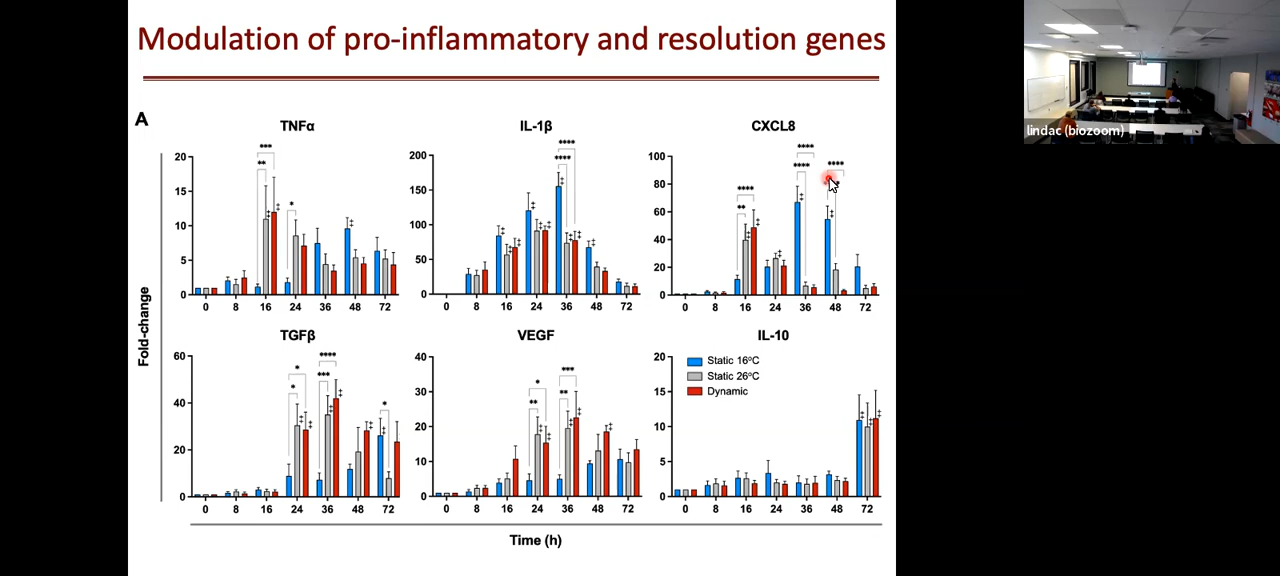 Modulation of pro-inflammatory and resolution genes
A
TNFα
IL-1β
CXCL8
20
15
10
5
0
0 8 16 24 36 48 72
** *** * ‡ ‡ ‡
200
150
100
50
0
0 8 16 24 36 48 72
**** **** ‡ ‡ ‡ ‡ ‡ ‡ ‡ ‡ ‡ ‡
100
80
60
40
20
0
0 8 16 24 36 48 72
** **** **** **** **** ‡ ‡ ‡ ‡ ‡
Fold-change
TGFβ
VEGF
IL-10
60
40
20
0
0 8 16 24 36 48 72
* * *** **** * ‡ ‡ ‡ ‡ ‡ ‡
40
30
20
10
0
0 8 16 24 36 48 72
** * ** *** ‡ ‡ ‡ ‡ ‡
20
15
10
5
0
0 8 16 24 36 48 72
‡ ‡ ‡
Static 16ºC
Static 26ºC
Dynamic
Time (h)
lindac (biozoom)